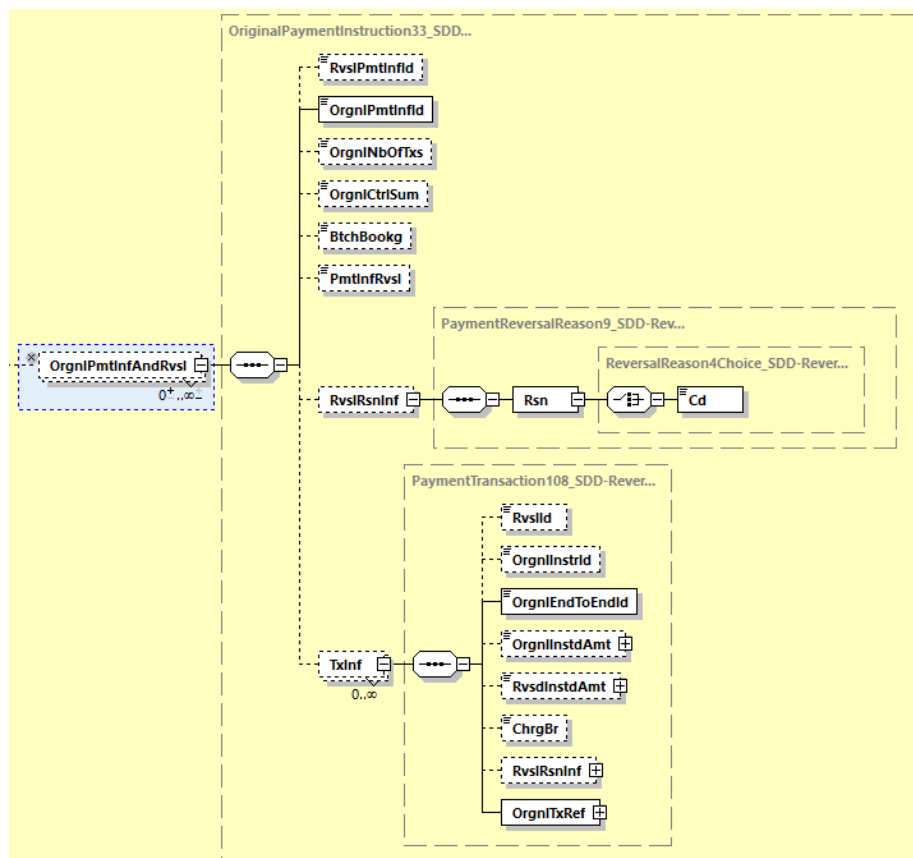 OriginalPaymentInstruction33_SDD...
RvslPmtInfId
OrgnlPmtInfId
OrgnlNbOfTxs
OrgnlCtrlSum
BtchBookg
PmtInfRvsl
PaymentReversalReason9_SDD-Rev...
ReversalReason4Choice_SDD-Rever...
OrgnlPmtInfAndRvsl
0..∞
RvslRsnInf
Rsn
Cd
PaymentTransaction108_SDD-Rever...
RvslId
OrgnlInstrId
OrgnlEndToEndId
OrgnlInstdAmt
TxInf
0..∞
RvsdInstdAmt
ChrgBr
RvslRsnInf
OrgnlTxRef